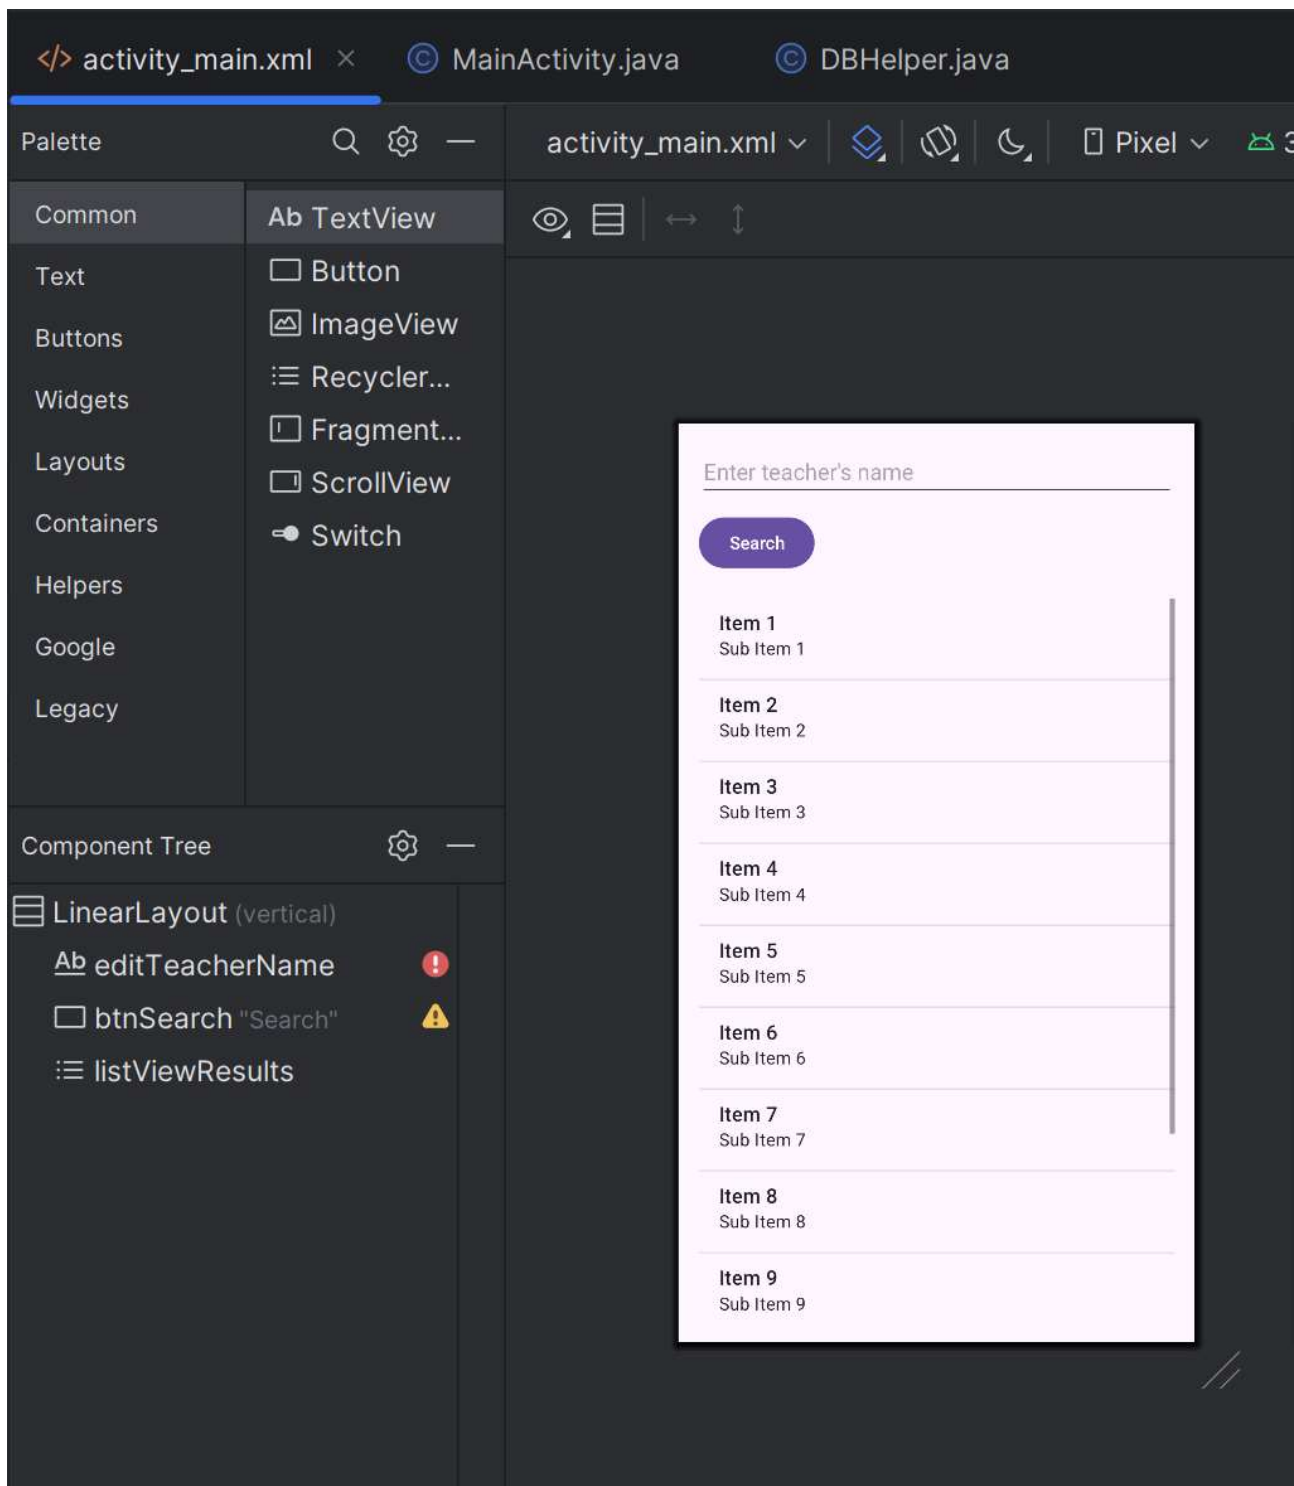 </> activity_main.xml × © MainActivity.java © DBHelper.java
Palette
activity_main.xml Pixel 3
Common
Text
Buttons
Widgets
Layouts
Containers
Helpers
Google
Legacy
Ab TextView
Button
ImageView
Recycler...
Fragment...
ScrollView
Switch
Component Tree
LinearLayout (vertical)
Ab editTeacherName
btnSearch "Search"
listViewResults
Enter teacher's name
Search
Item 1
Sub Item 1
Item 2
Sub Item 2
Item 3
Sub Item 3
Item 4
Sub Item 4
Item 5
Sub Item 5
Item 6
Sub Item 6
Item 7
Sub Item 7
Item 8
Sub Item 8
Item 9
Sub Item 9